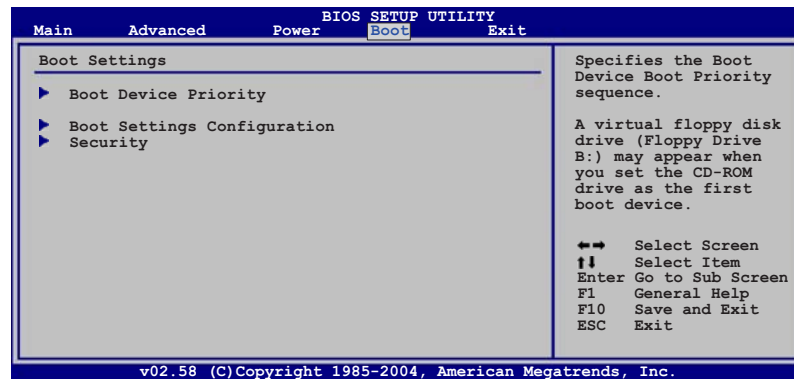 BIOS SETUP UTILITY
Main Advanced Power Boot Exit
Boot Settings
Boot Device Priority
Boot Settings Configuration
Security
Specifies the Boot
Device Boot Priority
sequence.
A virtual floppy disk
drive (Floppy Drive
B:) may appear when
you set the CD-ROM
drive as the first
boot device.
Select Screen
Select Item
Enter Go to Sub Screen
F1 General Help
F10 Save and Exit
ESC Exit
v02.58 (C)Copyright 1985-2004, American Megatrends, Inc.